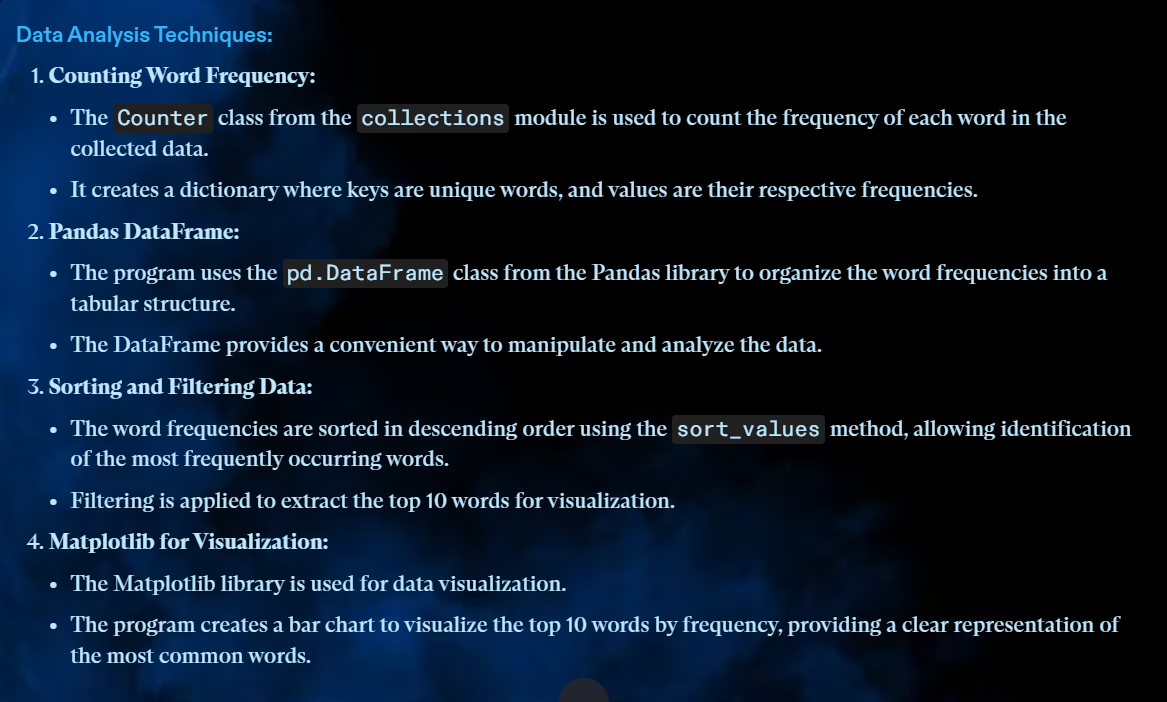 Data Analysis Techniques:
1. Counting Word Frequency:
• The Counter class from the collections module is used to count the frequency of each word in the
collected data.
• It creates a dictionary where keys are unique words, and values are their respective frequencies.
2. Pandas DataFrame:
• The program uses the pd.DataFrame class from the Pandas library to organize the word frequencies into a
tabular structure.
• The DataFrame provides a convenient way to manipulate and analyze the data.
3. Sorting and Filtering Data:
• The word frequencies are sorted in descending order using the sort_values method, allowing identification
of the most frequently occurring words.
• Filtering is applied to extract the top 10 words for visualization.
4. Matplotlib for Visualization:
• The Matplotlib library is used for data visualization.
• The program creates a bar chart to visualize the top 10 words by frequency, providing a clear representation of
the most common words.